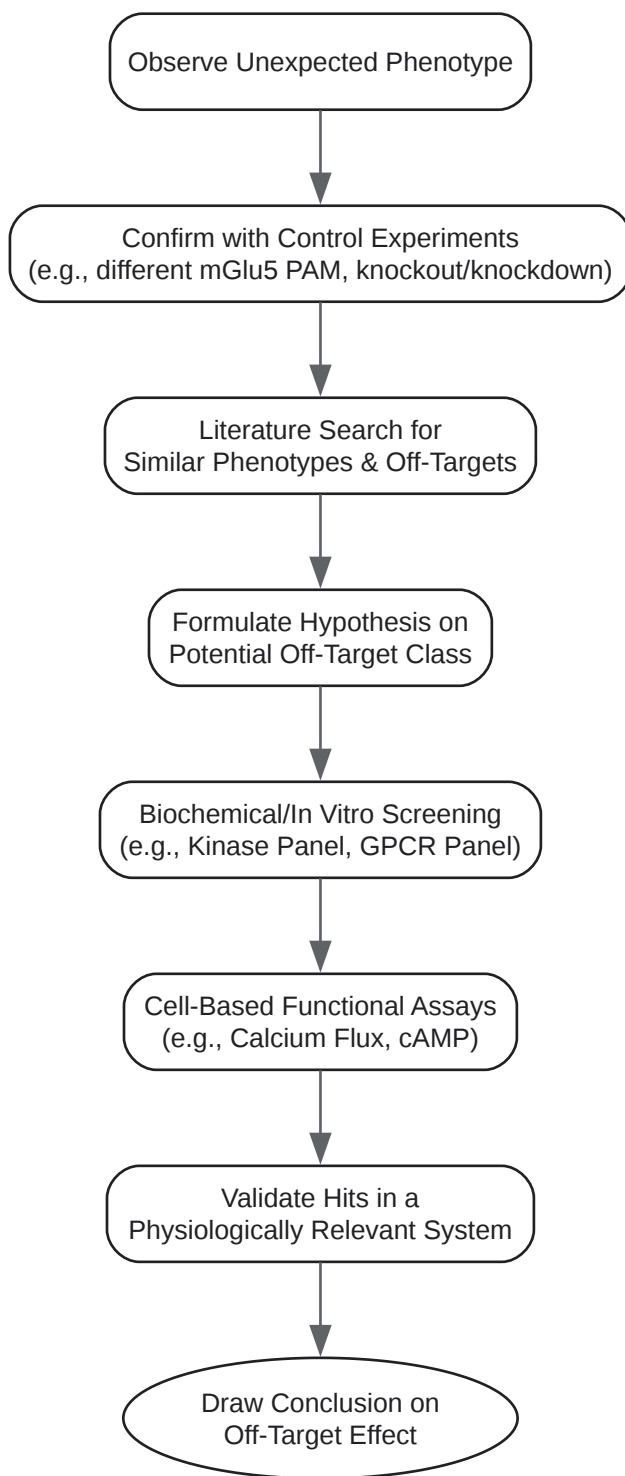 Observe Unexpected Phenotype
Confirm with Control Experiments
(e.g., different mGlu5 PAM, knockout/knockdown)
Literature Search for
Similar Phenotypes & Off-Targets
Formulate Hypothesis on
Potential Off-Target Class
Biochemical/In Vitro Screening
(e.g., Kinase Panel, GPCR Panel)
Cell-Based Functional Assays
(e.g., Calcium Flux, cAMP)
Validate Hits in a
Physiologically Relevant System
Draw Conclusion on
Off-Target Effect